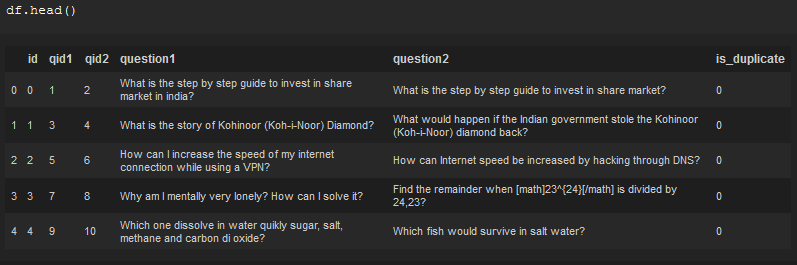 df.head()
id qid1 qid2 question1 question2 is_duplicate
0 0 1 2 What is the step by step guide to invest in share market in india? What is the step by step guide to invest in share market? 0
1 1 3 4 What is the story of Kohinoor (Koh-i-Noor) Diamond? What would happen if the Indian government stole the Kohinoor (Koh-i-Noor) diamond back? 0
2 2 5 6 How can I increase the speed of my internet connection while using a VPN? How can Internet speed be increased by hacking through DNS? 0
3 3 7 8 Why am I mentally very lonely? How can I solve it? Find the remainder when [math]23^{24}[/math] is divided by 24,23? 0
4 4 9 10 Which one dissolve in water quikly sugar, salt, methane and carbon di oxide? Which fish would survive in salt water? 0